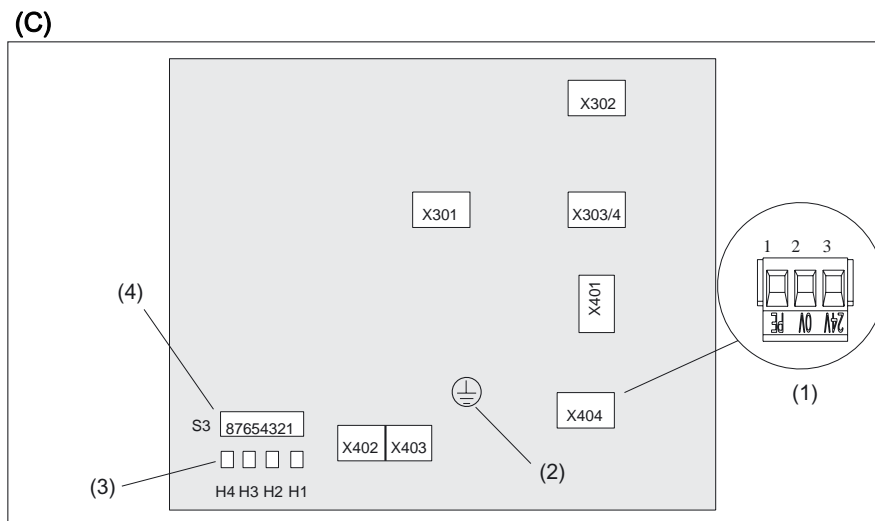 (C)
X302
X301
X303/4
1 2 3
X401
PE 0V 24V
(4)
(1)
X404
S3 87654321
X402 X403
(2)
(3)
H4 H3 H2 H1